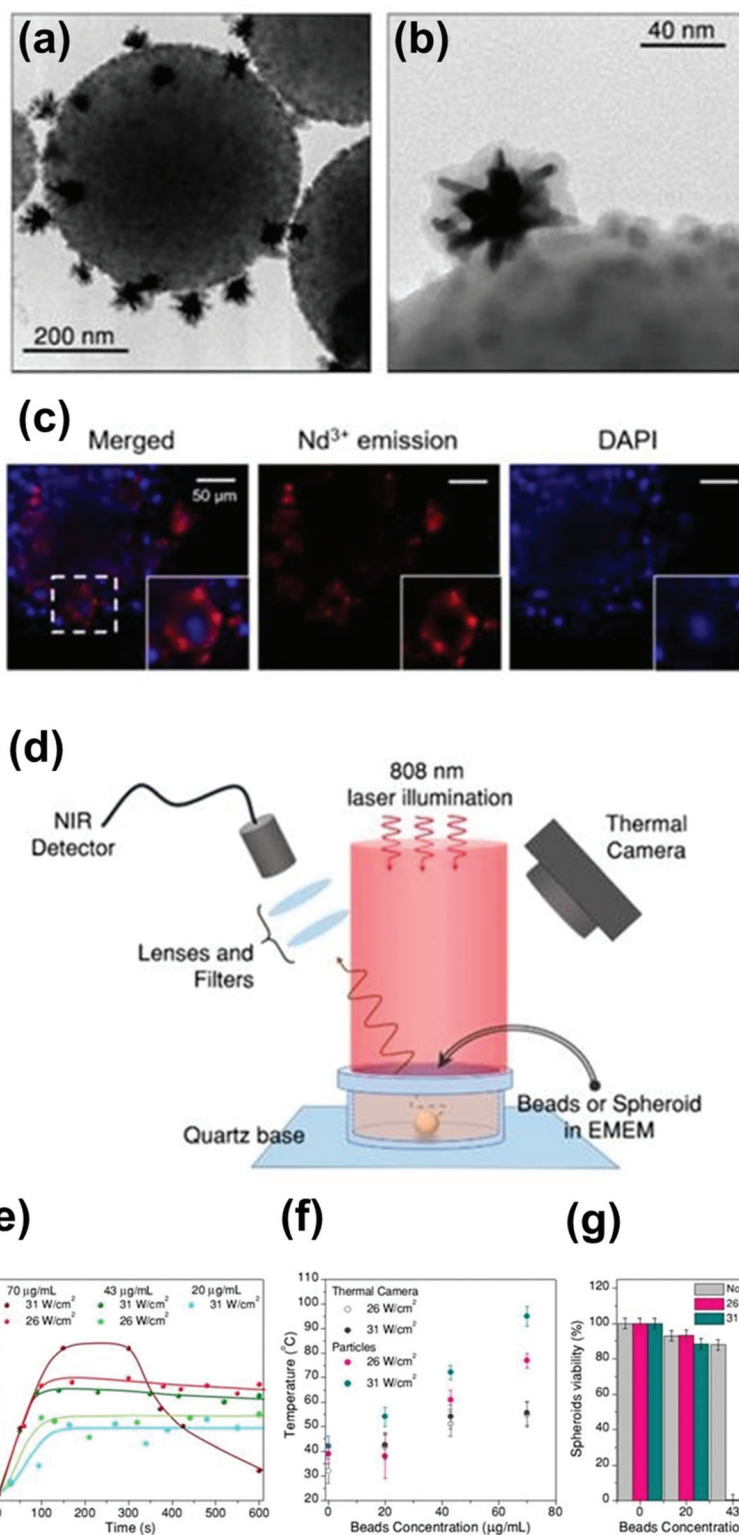 (a)
(b)
40 nm
200 nm
(c)
Merged
Nd³⁺ emission
DAPI
50 µm
(d)
808 nm
laser illumination
NIR
Detector
Thermal
Camera
Lenses and
Filters
Beads or Spheroid
in EMEM
Quartz base
e)
(f)
(g)
70 µg/mL 43 µg/mL 20 µg/mL
31 W/cm² 31 W/cm² 31 W/cm²
26 W/cm² 26 W/cm²
0 100 200 300 400 500 600
Time (s)
110
100
90
80
70
60
50
40
30
20
Temperature (°C)
Thermal Camera
26 W/cm²
31 W/cm²
Particles
26 W/cm²
31 W/cm²
0 20 40 60 80
Beads Concentration (µg/mL)
120
100
80
60
40
20
0
Spheroids viability (%)
No
26
31
0 20 43
Beads Concentration